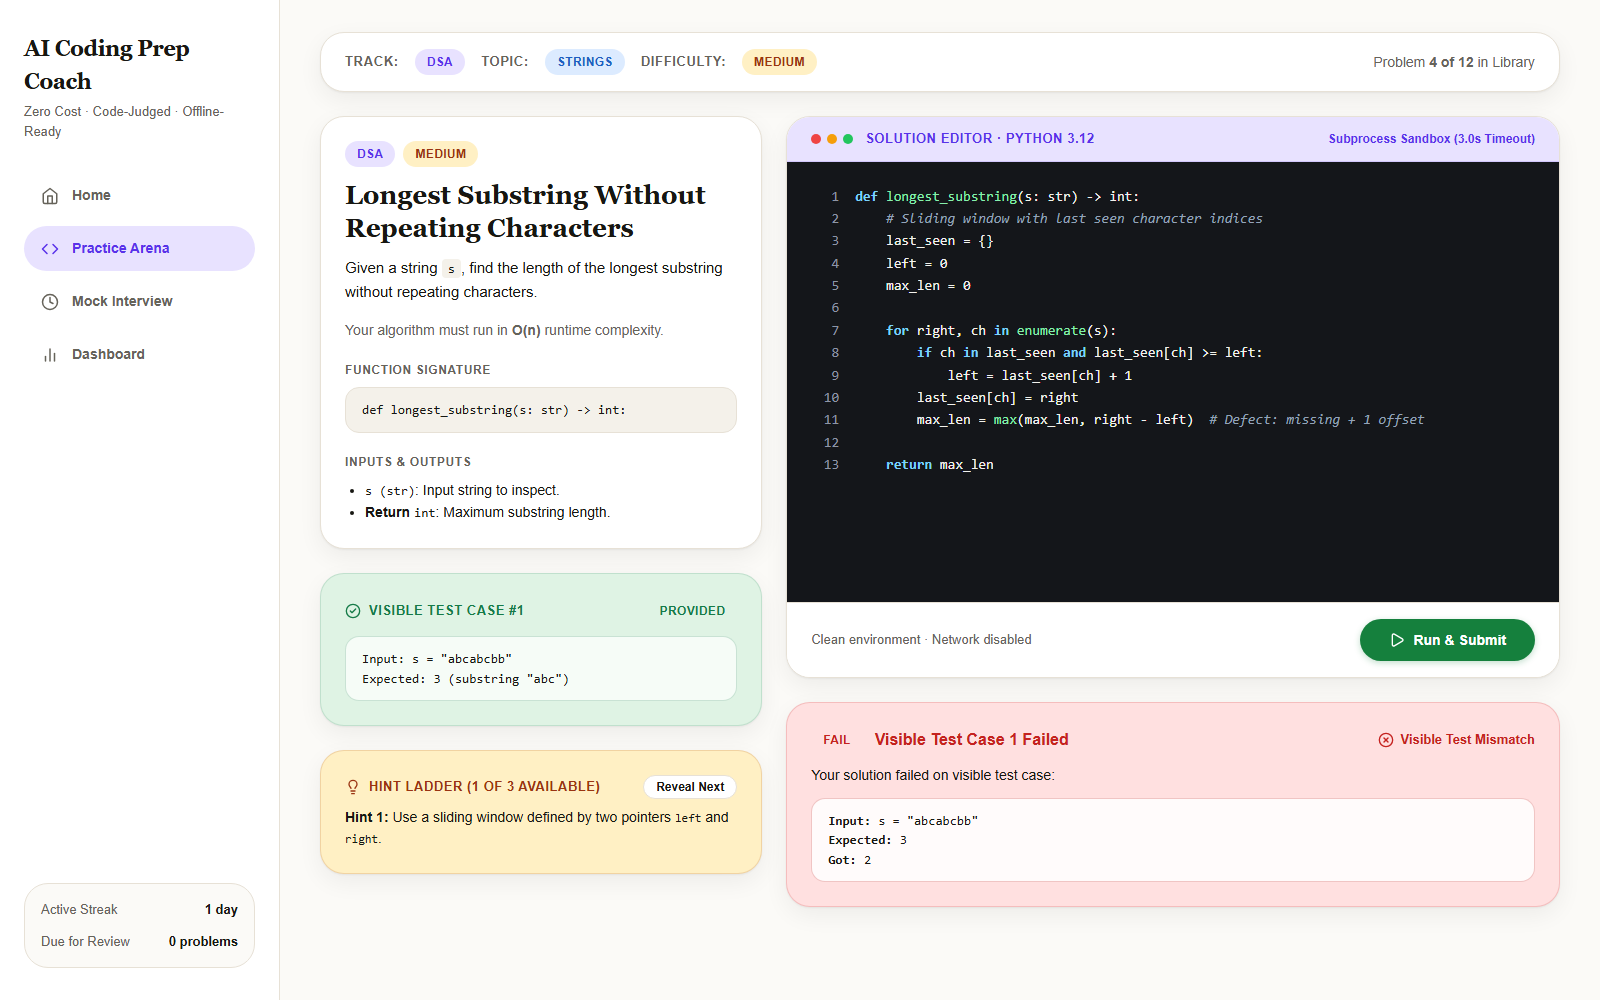 AI Coding Prep
Coach
Zero Cost · Code-Judged · Offline-
Ready
Home
Practice Arena
Mock Interview
Dashboard
Active Streak 1 day
Due for Review 0 problems
TRACK: DSA TOPIC: STRINGS DIFFICULTY: MEDIUM Problem 4 of 12 in Library
DSA MEDIUM
Longest Substring Without
Repeating Characters
Given a string s, find the length of the longest substring
without repeating characters.
Your algorithm must run in O(n) runtime complexity.
FUNCTION SIGNATURE
def longest_substring(s: str) -> int:
INPUTS & OUTPUTS
• s (str): Input string to inspect.
• Return int: Maximum substring length.
VISIBLE TEST CASE #1 PROVIDED
Input: s = "abcabcbb"
Expected: 3 (substring "abc")
HINT LADDER (1 OF 3 AVAILABLE) Reveal Next
Hint 1: Use a sliding window defined by two pointers left and
right.
SOLUTION EDITOR · PYTHON 3.12 Subprocess Sandbox (3.0s Timeout)
1 def longest_substring(s: str) -> int:
2     # Sliding window with last seen character indices
3     last_seen = {}
4     left = 0
5     max_len = 0
6
7     for right, ch in enumerate(s):
8         if ch in last_seen and last_seen[ch] >= left:
9             left = last_seen[ch] + 1
10         last_seen[ch] = right
11         max_len = max(max_len, right - left)  # Defect: missing + 1 offset
12
13     return max_len
Clean environment · Network disabled Run & Submit
FAIL Visible Test Case 1 Failed Visible Test Mismatch
Your solution failed on visible test case:
Input: s = "abcabcbb"
Expected: 3
Got: 2